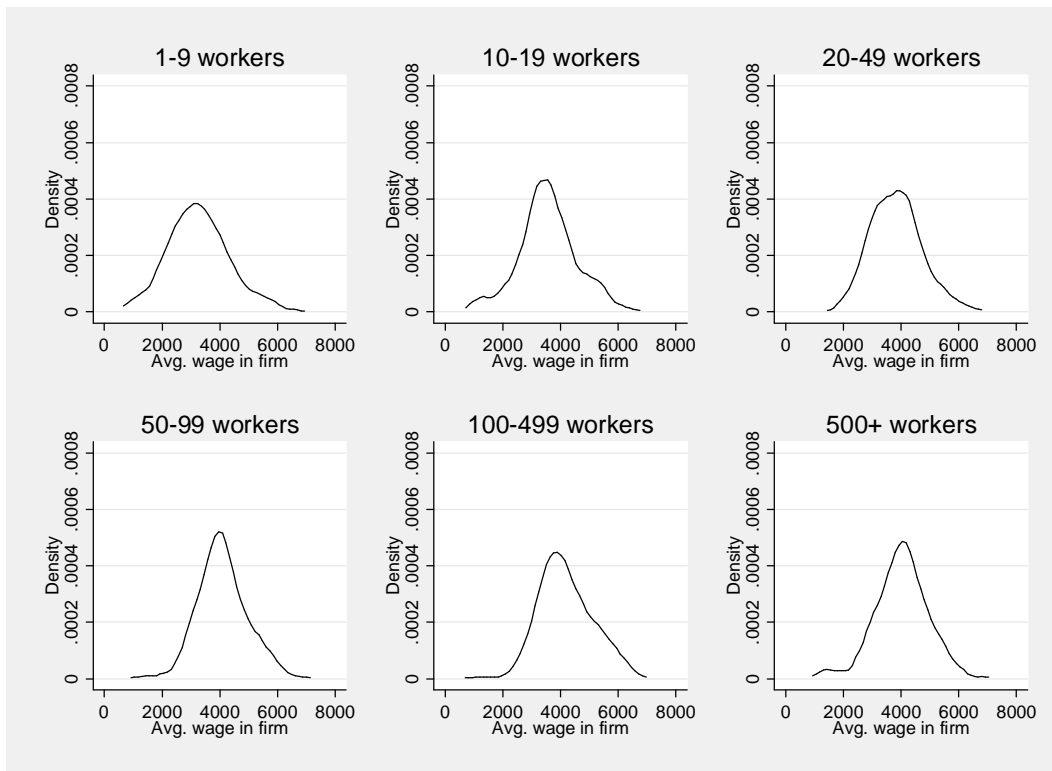 1-9 workers
10-19 workers
20-49 workers
Density
0 .0002 .0004 .0006 .0008
0 2000 4000 6000 8000
Avg. wage in firm
Density
0 .0002 .0004 .0006 .0008
0 2000 4000 6000 8000
Avg. wage in firm
Density
0 .0002 .0004 .0006 .0008
0 2000 4000 6000 8000
Avg. wage in firm
50-99 workers
100-499 workers
500+ workers
Density
0 .0002 .0004 .0006 .0008
0 2000 4000 6000 8000
Avg. wage in firm
Density
0 .0002 .0004 .0006 .0008
0 2000 4000 6000 8000
Avg. wage in firm
Density
0 .0002 .0004 .0006 .0008
0 2000 4000 6000 8000
Avg. wage in firm